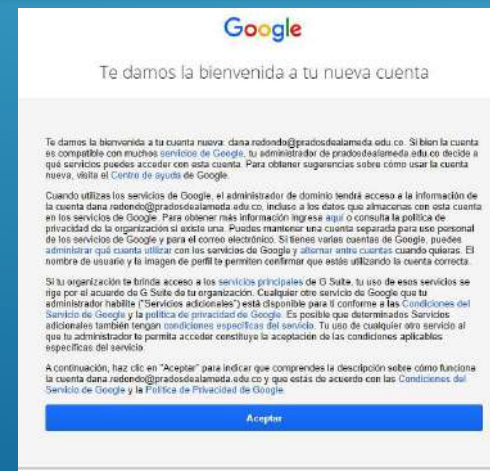 Google
Te damos la bienvenida a tu nueva cuenta
Te damos la bienvenida a tu cuenta nueva: dana.redondo@pradosdealameda.edu.co. Si bien la cuenta
es compatible con muchos servicios de Google, tu administrador de pradosdealameda.edu.co decide a
qué servicios puedes acceder con esta cuenta. Para obtener sugerencias sobre cómo usar la cuenta
nueva, visita el Centro de ayuda de Google.
Cuando utilizas los servicios de Google, el administrador de dominio tendrá acceso a la información de
la cuenta dana.redondo@pradosdealameda.edu.co, incluso a los datos que almacenas con esta cuenta
en los servicios de Google. Para obtener más información ingresa aquí o consulta la política de
privacidad de la organización si existe una. Puedes mantener una cuenta separada para uso personal
de los servicios de Google y para el correo electrónico. Si tienes varias cuentas de Google, puedes
administrar qué cuenta utilizar con los servicios de Google y alternar entre cuentas cuando quieras. El
nombre de usuario y la imagen de perfil te permiten confirmar que estás utilizando la cuenta correcta.
Si tu organización te brinda acceso a los servicios principales de G Suite, tu uso de esos servicios se
rige por el acuerdo de G Suite de tu organización. Cualquier otro servicio de Google que tu
administrador habilite ("Servicios adicionales") está disponible para ti conforme a las Condiciones del
Servicio de Google y la política de privacidad de Google. Es posible que determinados Servicios
adicionales también tengan condiciones específicas del servicio. Tu uso de cualquier otro servicio al
que tu administrador te permita acceder constituye la aceptación de las condiciones aplicables
específicas del servicio.
A continuación, haz clic en "Aceptar" para indicar que comprendes la descripción sobre cómo funciona
la cuenta dana.redondo@pradosdealameda.edu.co y que estás de acuerdo con las Condiciones del
Servicio de Google y la Política de Privacidad de Google.
Aceptar